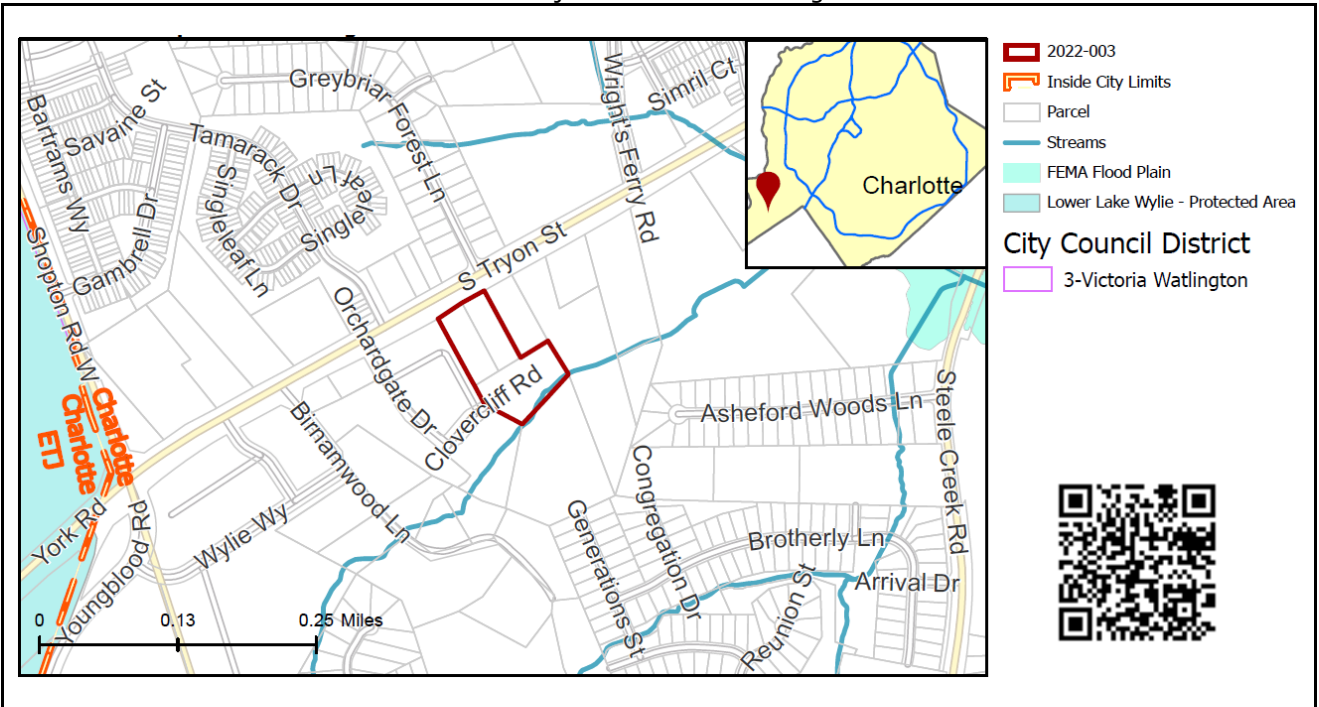 Greybriar Forest Ln
Wright's Ferry Rd
Simril Ct
Bartrams Wy
Savaine St
Tamarack Dr
Singleleaf Ln
Singleleaf Ln
Gambrell Dr
Shopton Rd W
S Tryon St
Orchardgate Dr
Clovercliff Rd
Birnamwood Ln
Asheford Woods Ln
Steele Creek Rd
Charlotte
Charlotte
ETJ
York Rd
Youngblood Rd
Wylie Wy
Generations St
Congregation Dr
Brotherly Ln
Arrival Dr
Reunion St
0 0.13 0.25 Miles
Charlotte
2022-003
Inside City Limits
Parcel
Streams
FEMA Flood Plain
Lower Lake Wylie - Protected Area
City Council District
3-Victoria Watlington